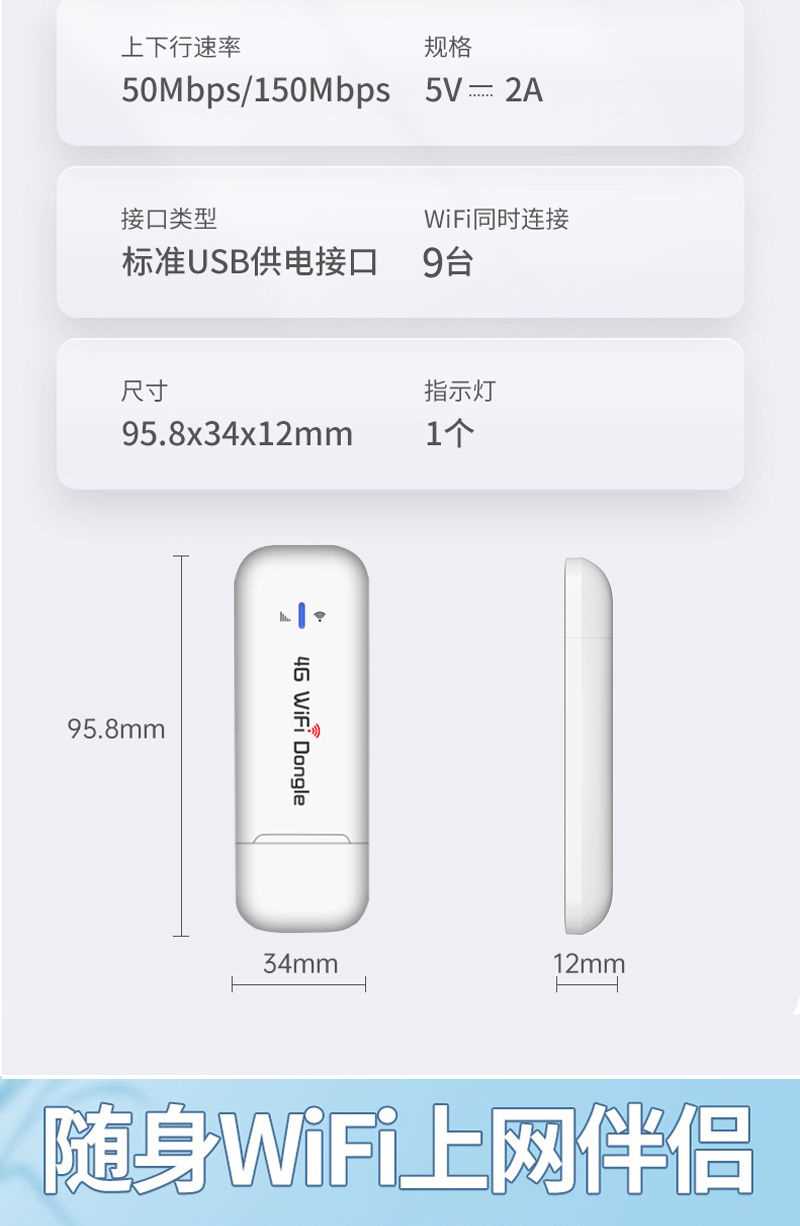 上下行速率 规格
50Mbps/150Mbps 5V⎓2A
接口类型 WiFi同时连接
标准USB供电接口 9台
尺寸 指示灯
95.8x34x12mm 1个
4G WiFi Dongle
95.8mm
34mm 12mm
随身WiFi上网伴侣